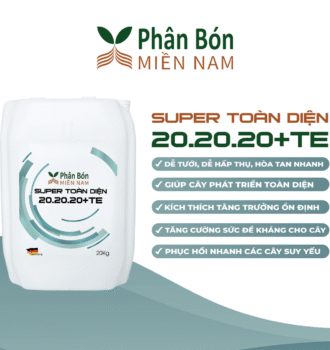 Phân Bón
MIỀN NAM
SUPER TOÀN DIỆN
20.20.20+TE
✓ DỄ TƯỚI, DỄ HẤP THỤ, HÒA TAN NHANH
✓ GIÚP CÂY PHÁT TRIỂN TOÀN DIỆN
✓ KÍCH THÍCH TĂNG TRƯỞNG ỔN ĐỊNH
✓ TĂNG CƯỜNG SỨC ĐỀ KHÁNG CHO CÂY
✓ PHỤC HỒI NHANH CÁC CÂY SUY YẾU
Phân Bón
MIỀN NAM
SUPER TOÀN DIỆN
20.20.20+TE
20Kg